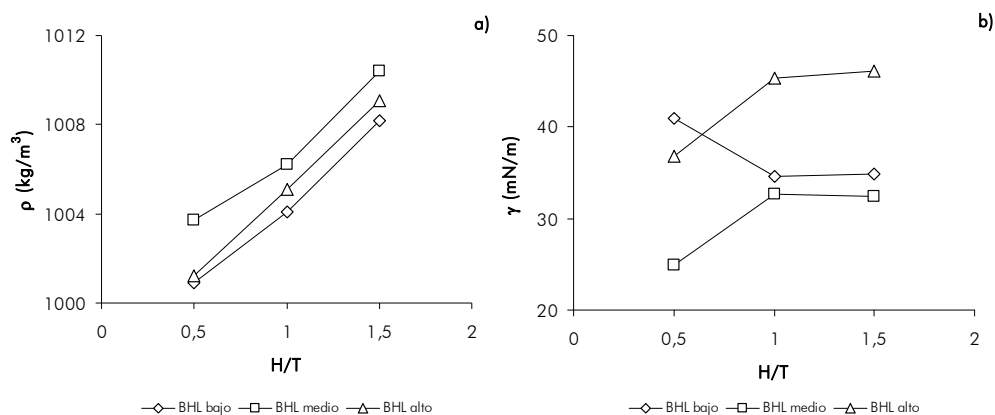 a)
1012
1008
1004
1000
ρ (kg/m³)
0 0,5 1 1,5 2
H/T
BHL bajo BHL medio BHL alto
b)
50
40
30
20
γ (mN/m)
0 0,5 1 1,5 2
H/T
BHL bajo BHL medio BHL alto